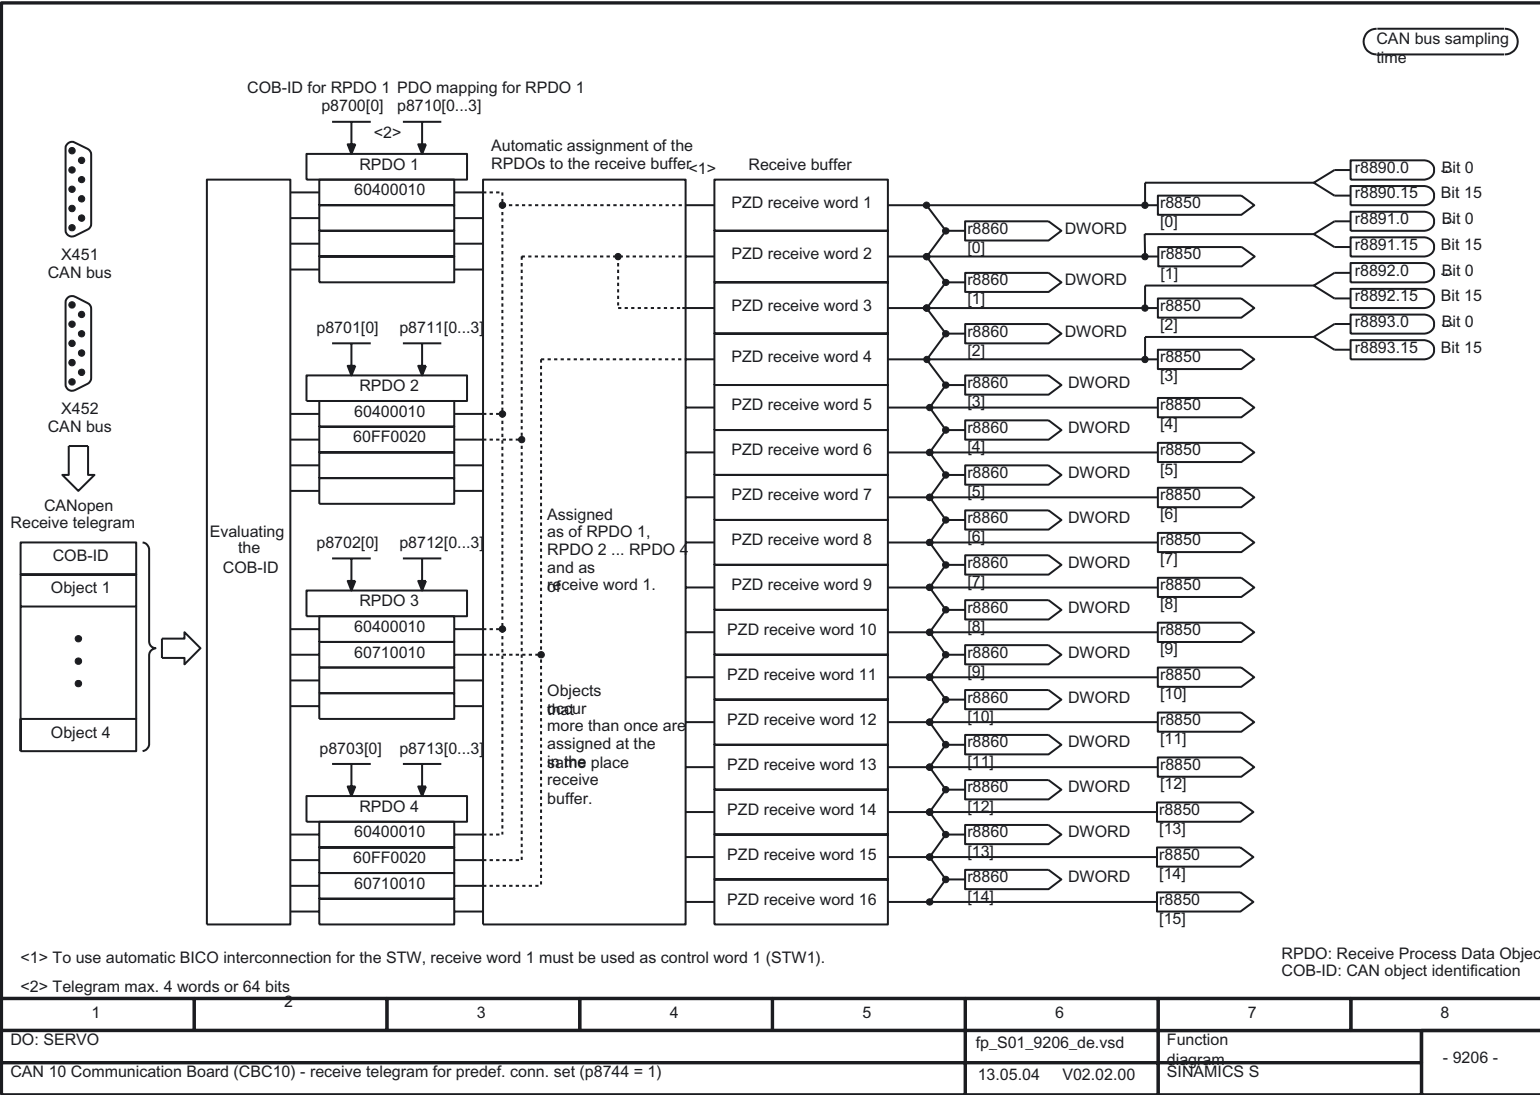 CAN bus sampling
time
COB-ID for RPDO 1 PDO mapping for RPDO 1
p8700[0] p8710[0...3]
<2>
RPDO 1
60400010
Automatic assignment of the
RPDOs to the receive buffer
<1>
Receive buffer
X451
CAN bus
X452
CAN bus
CANopen
Receive telegram
COB-ID
Object 1
Object 4
Evaluating
the
COB-ID
p8701[0] p8711[0...3]
RPDO 2
60400010
60FF0020
p8702[0] p8712[0...3]
RPDO 3
60400010
60710010
p8703[0] p8713[0...3]
RPDO 4
60400010
60FF0020
60710010
Assigned
as of RPDO 1,
RPDO 2 ... RPDO 4
and as
of
receive word 1.
Objects
that
occur
more than once are
assigned at the
same place
in the
receive
buffer.
PZD receive word 1
PZD receive word 2
PZD receive word 3
PZD receive word 4
PZD receive word 5
PZD receive word 6
PZD receive word 7
PZD receive word 8
PZD receive word 9
PZD receive word 10
PZD receive word 11
PZD receive word 12
PZD receive word 13
PZD receive word 14
PZD receive word 15
PZD receive word 16
r8860 DWORD
[0]
r8860 DWORD
[1]
r8860 DWORD
[2]
r8860 DWORD
[3]
r8860 DWORD
[4]
r8860 DWORD
[5]
r8860 DWORD
[6]
r8860 DWORD
[7]
r8860 DWORD
[8]
r8860 DWORD
[9]
r8860 DWORD
[10]
r8860 DWORD
[11]
r8860 DWORD
[12]
r8860 DWORD
[13]
r8860 DWORD
[14]
r8850
[0]
r8850
[1]
r8850
[2]
r8850
[3]
r8850
[4]
r8850
[5]
r8850
[6]
r8850
[7]
r8850
[8]
r8850
[9]
r8850
[10]
r8850
[11]
r8850
[12]
r8850
[13]
r8850
[14]
r8850
[15]
r8890.0 Bit 0
r8890.15 Bit 15
r8891.0 Bit 0
r8891.15 Bit 15
r8892.0 Bit 0
r8892.15 Bit 15
r8893.0 Bit 0
r8893.15 Bit 15
<1> To use automatic BICO interconnection for the STW, receive word 1 must be used as control word 1 (STW1).
<2> Telegram max. 4 words or 64 bits
RPDO: Receive Process Data Objec
COB-ID: CAN object identification
1 2 3 4 5 6 7 8
DO: SERVO
fp_S01_9206_de.vsd
Function
diagram
- 9206 -
CAN 10 Communication Board (CBC10) - receive telegram for predef. conn. set (p8744 = 1)
13.05.04 V02.02.00
SINAMICS S